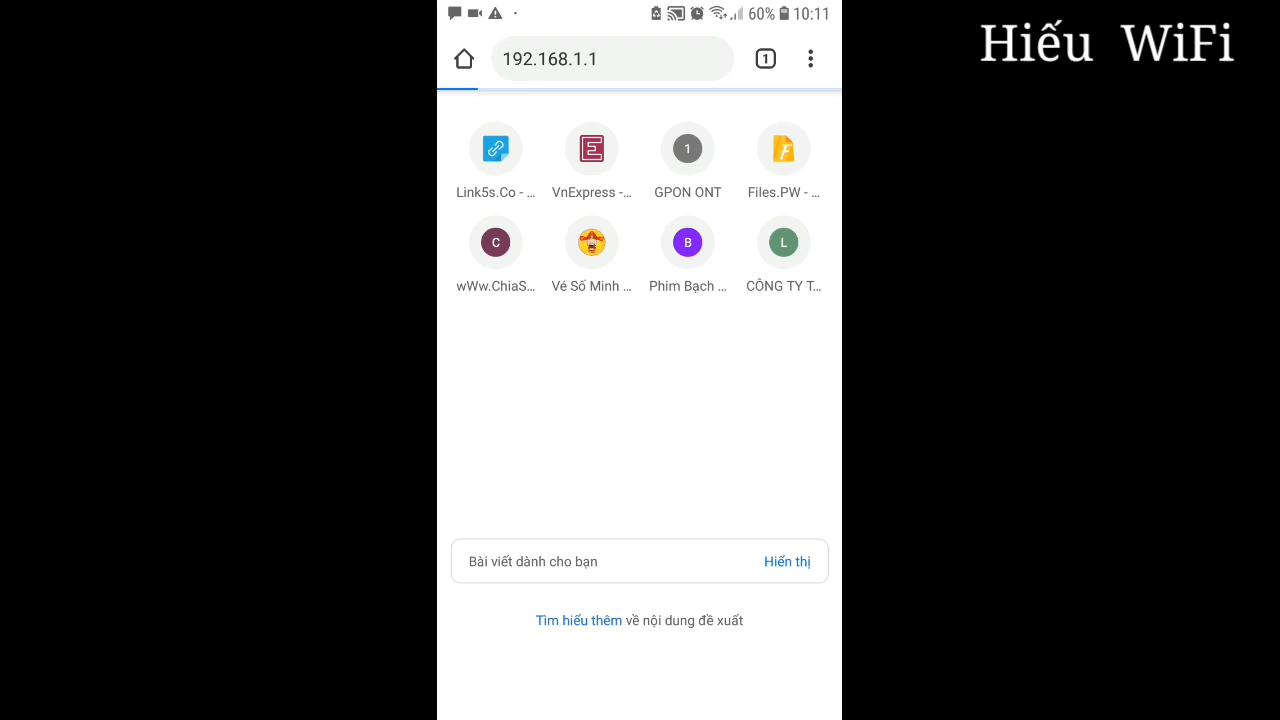 60% 10:11
Hiếu WiFi
192.168.1.1
1
E
1
F
Link5s.Co - ...
VnExpress -...
GPON ONT
Files.PW - ...
C
B
L
wWw.ChiaS...
Vé Số Minh ...
Phim Bạch ...
CÔNG TY T...
Bài viết dành cho bạn
Hiển thị
Tìm hiểu thêm về nội dung đề xuất